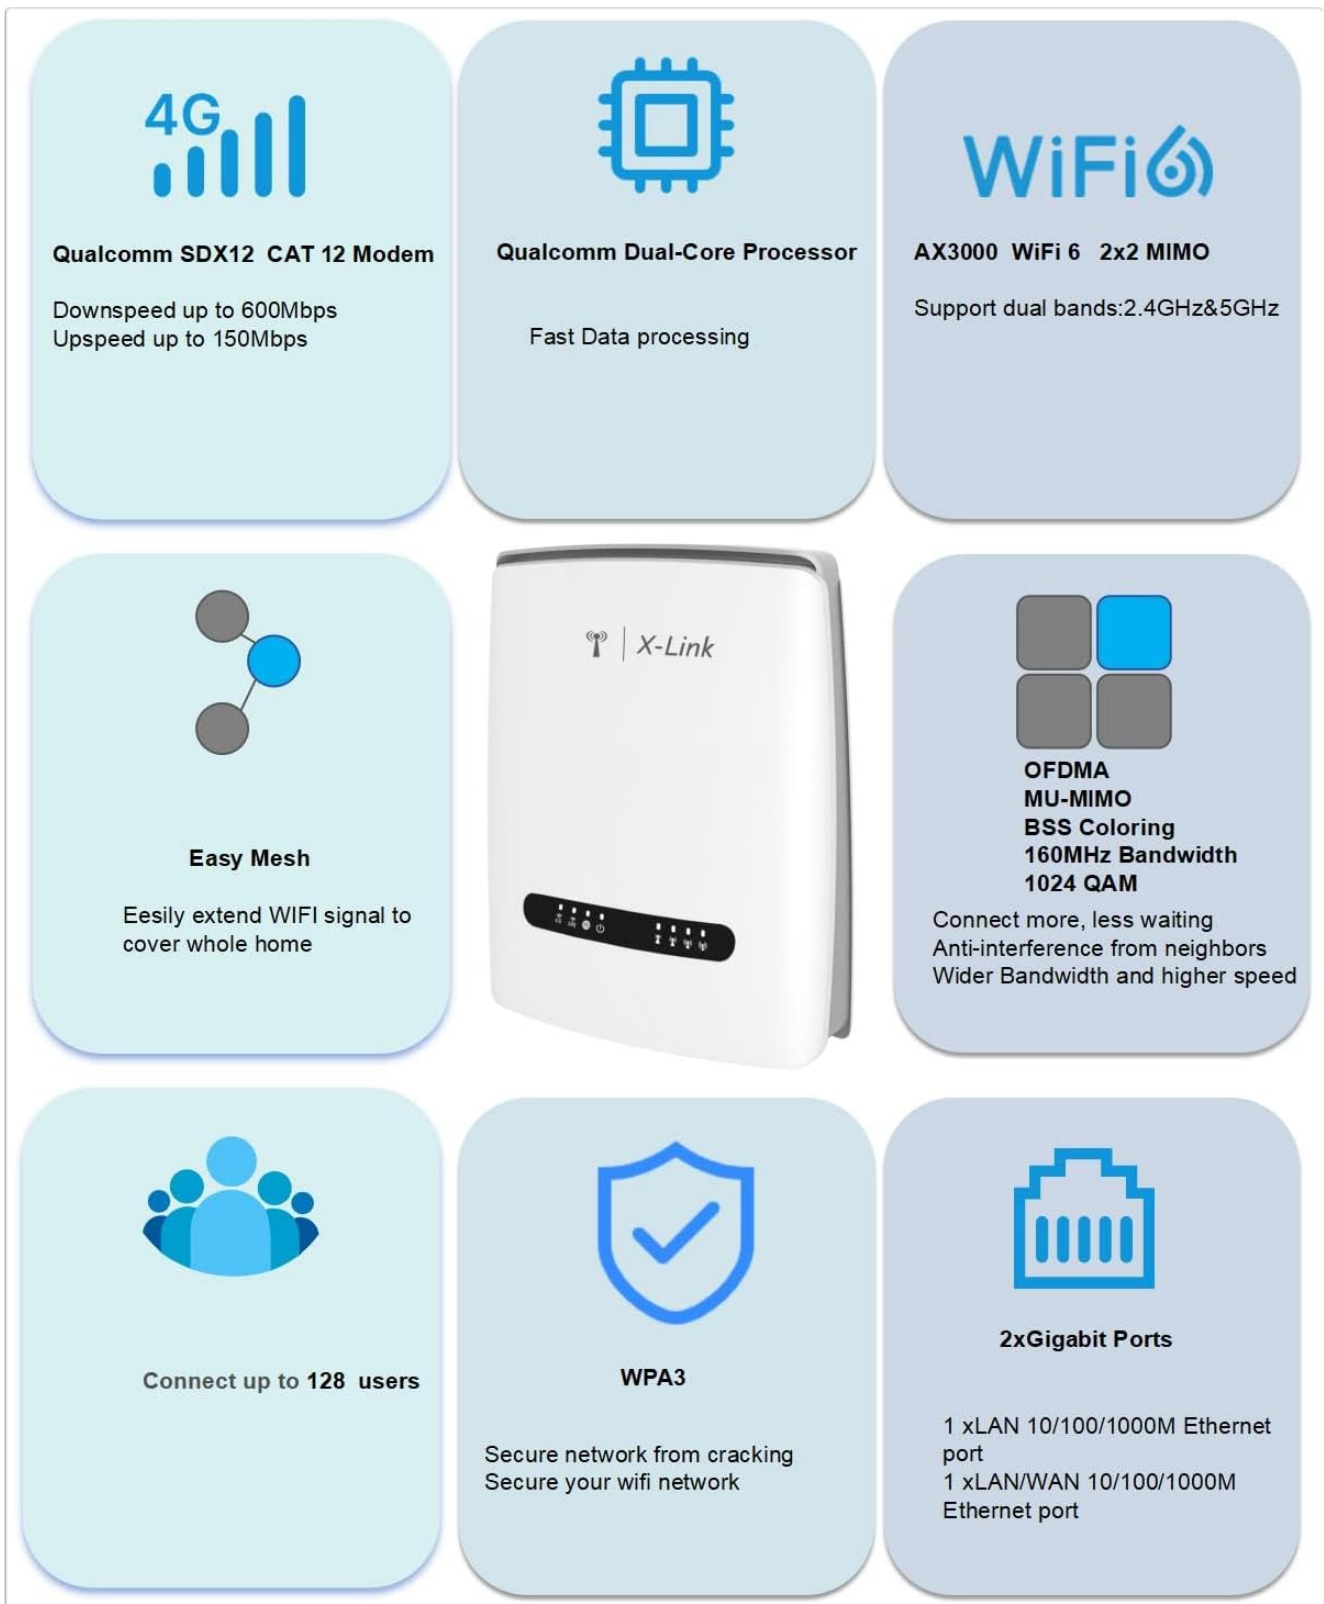 4G
Qualcomm SDX12 CAT 12 Modem
Downspeed up to 600Mbps
Upspeed up to 150Mbps
Qualcomm Dual-Core Processor
Fast Data processing
WiFi 6
AX3000 WiFi 6 2x2 MIMO
Support dual bands:2.4GHz&5GHz
Easy Mesh
Eesily extend WIFI signal to
cover whole home
X-Link
OFDMA
MU-MIMO
BSS Coloring
160MHz Bandwidth
1024 QAM
Connect more, less waiting
Anti-interference from neighbors
Wider Bandwidth and higher speed
Connect up to 128 users
WPA3
Secure network from cracking
Secure your wifi network
2xGigabit Ports
1 xLAN 10/100/1000M Ethernet
port
1 xLAN/WAN 10/100/1000M
Ethernet port